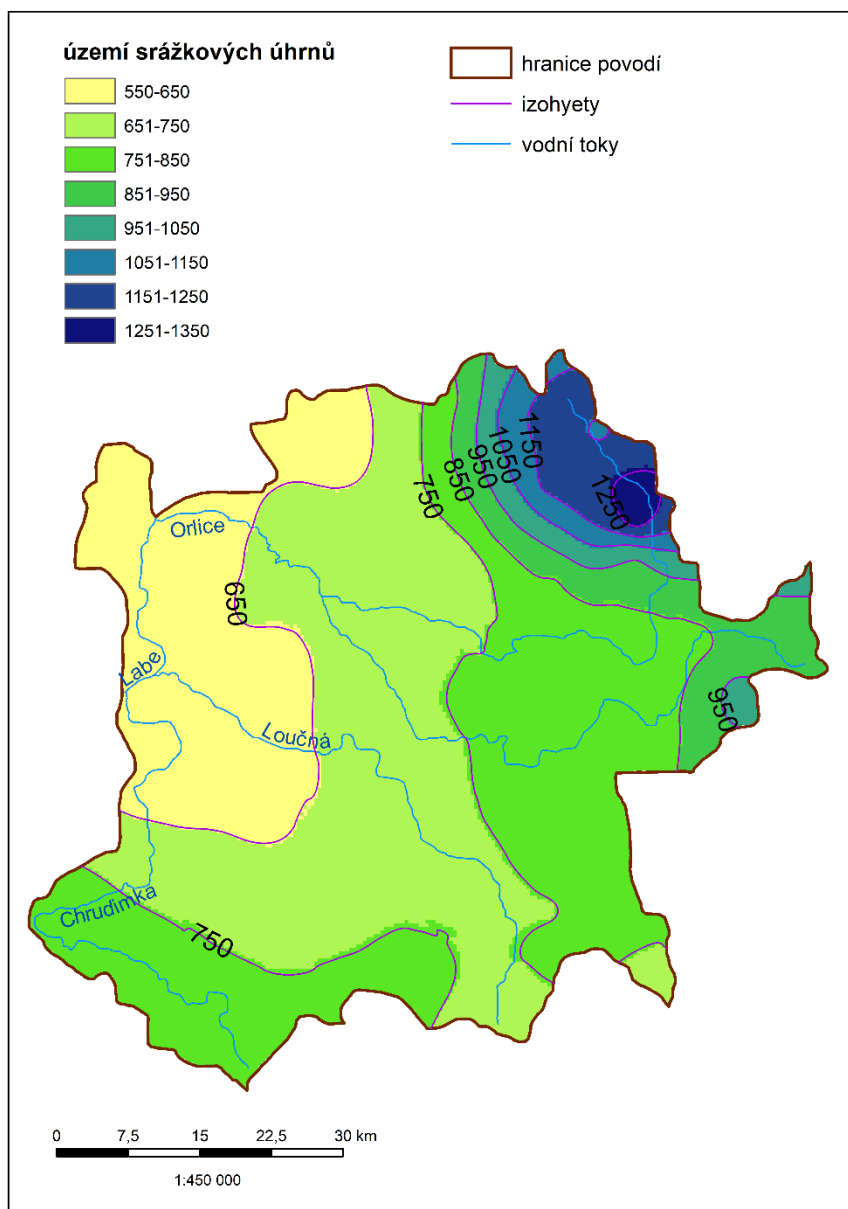 území srážkových úhrnů
550-650
651-750
751-850
851-950
951-1050
1051-1150
1151-1250
1251-1350
hranice povodí
izohyety
vodní toky
1150
1050
950
850
750
1250
Orlice
650
Labe
Loučná
950
Chrudimka
750
0 7,5 15 22,5 30 km
1:450 000